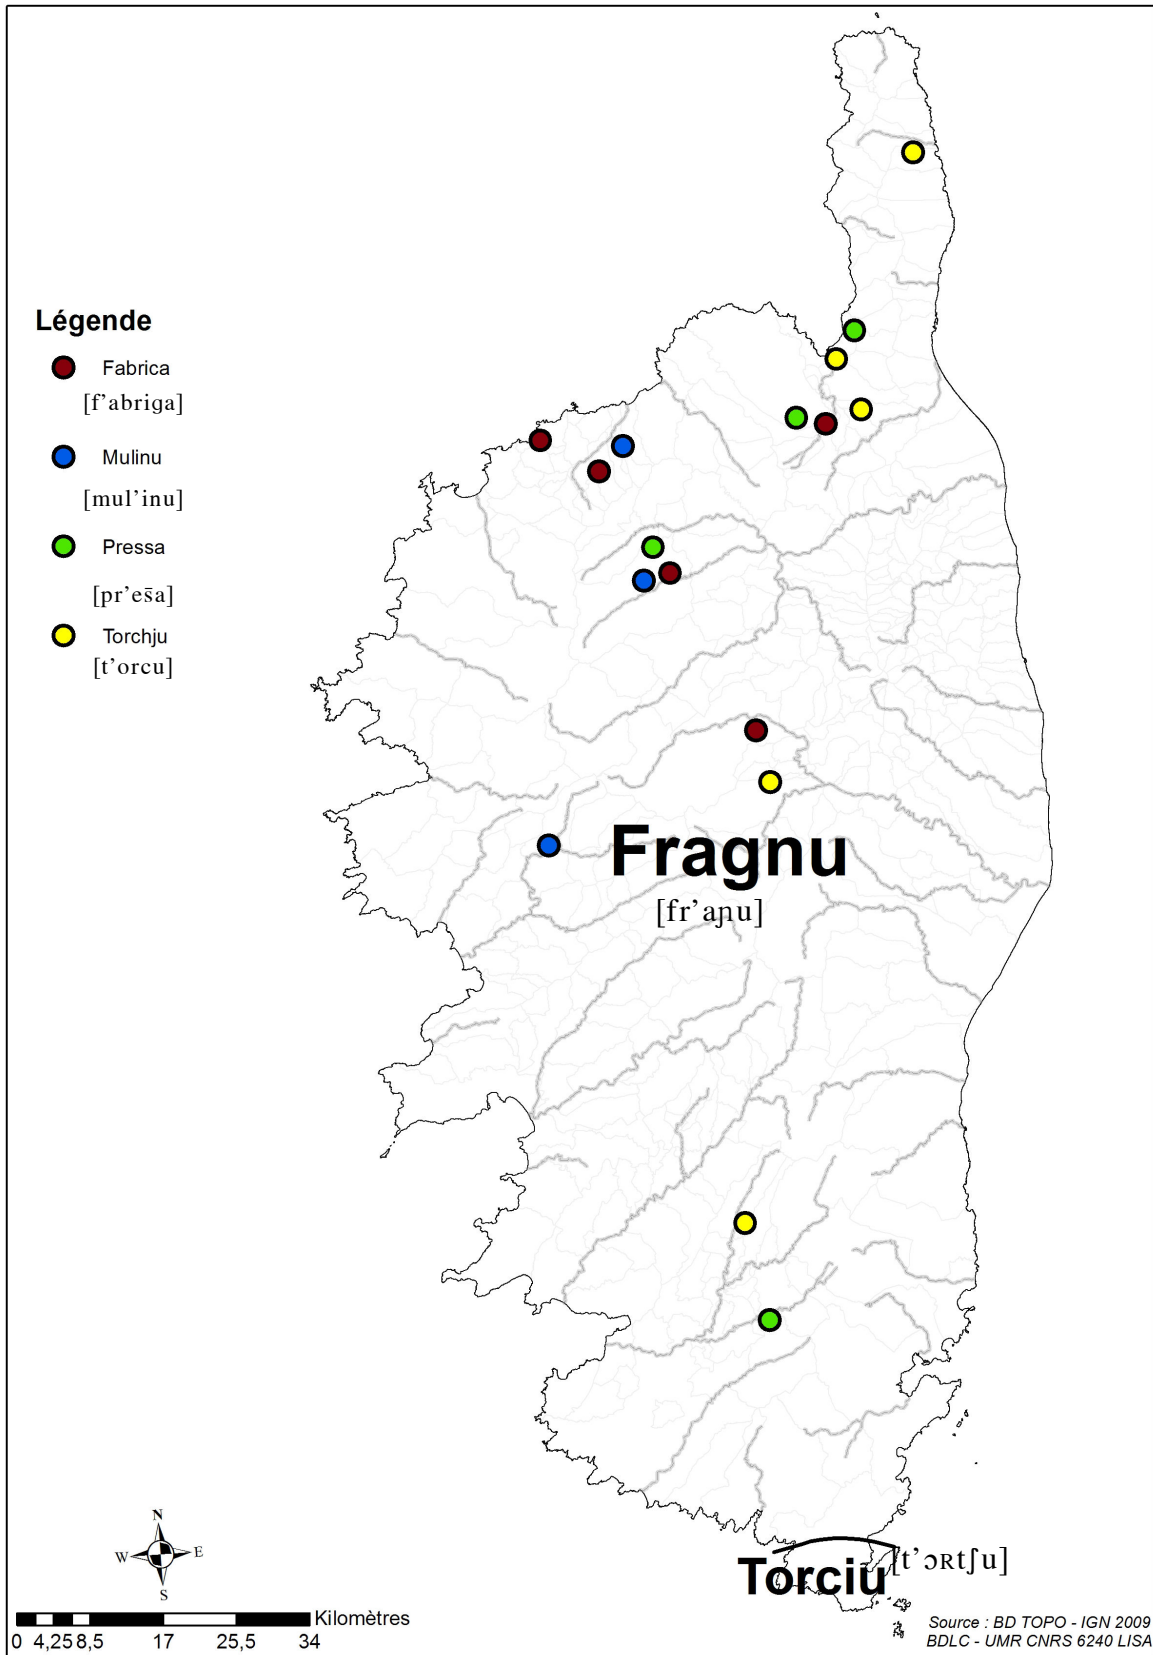 Légende
Fabrica
[f’abriga]
Mulinu
[mul’inu]
Pressa
[pr’es̄a]
Torchju
[t’orcu]
Fragnu
[fr’aɲu]
Torciu
[t’ɔʀtʃu]
N
W E
S
Kilomètres
0 4,25 8,5 17 25,5 34
Source : BD TOPO - IGN 2009
BDLC - UMR CNRS 6240 LISA